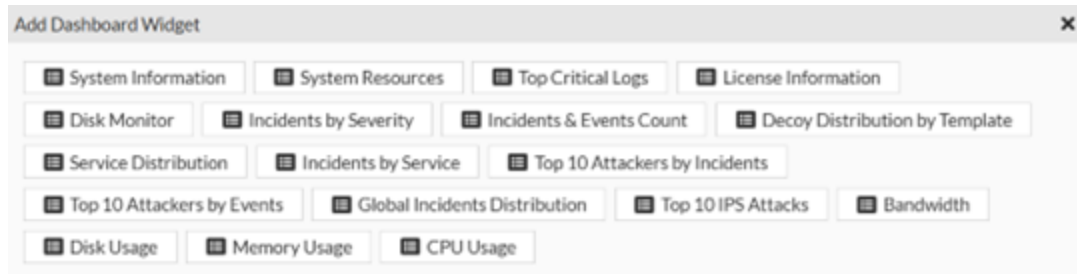 Add Dashboard Widget
System Information System Resources Top Critical Logs License Information
Disk Monitor Incidents by Severity Incidents & Events Count Decoy Distribution by Template
Service Distribution Incidents by Service Top 10 Attackers by Incidents
Top 10 Attackers by Events Global Incidents Distribution Top 10 IPS Attacks Bandwidth
Disk Usage Memory Usage CPU Usage